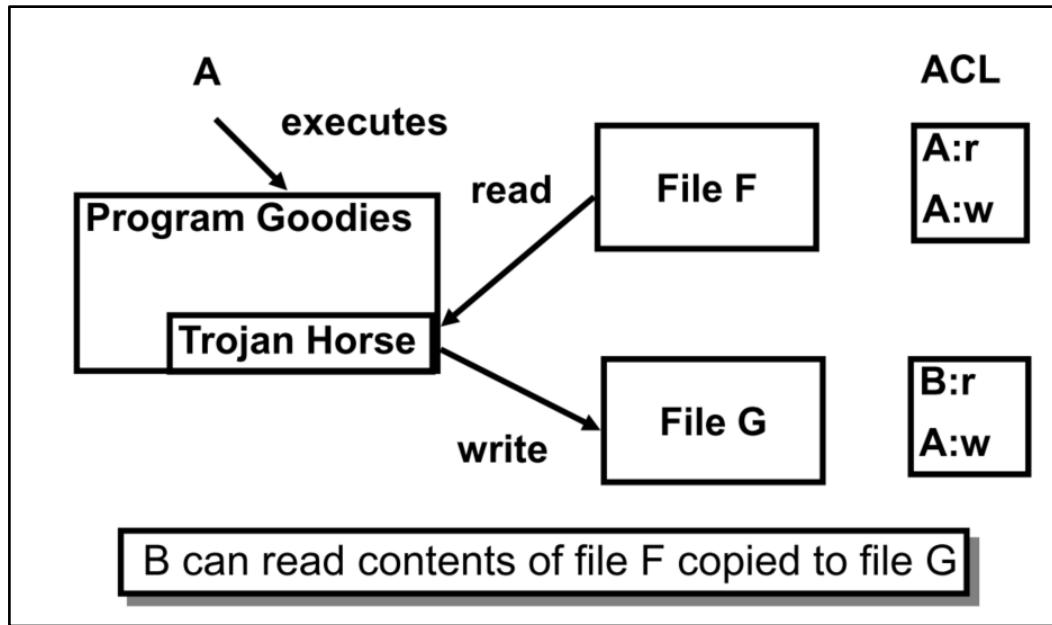 A
ACL
executes
Program Goodies
Trojan Horse
read
write
File F
A:r
A:w
File G
B:r
A:w
B can read contents of file F copied to file G